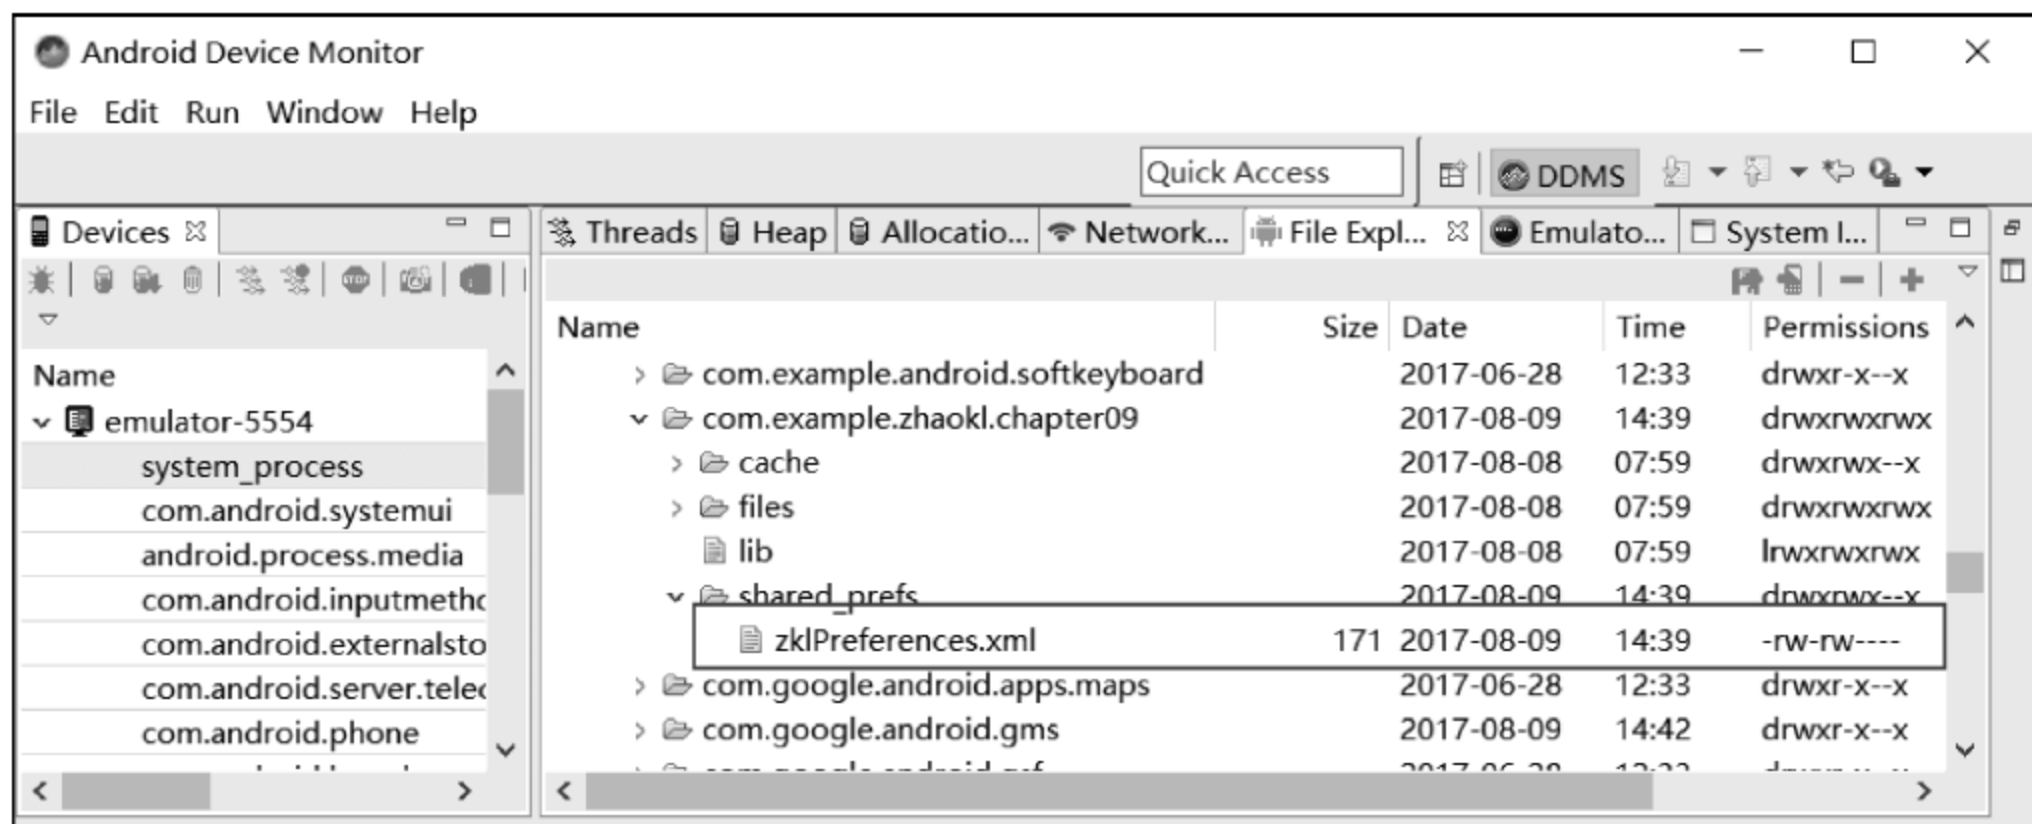 Android Device Monitor
File Edit Run Window Help
Quick Access DDMS
Devices
Name
emulator-5554
system_process
com.android.systemui
android.process.media
com.android.inputmeth
com.android.externalsto
com.android.server.tele
com.android.phone
Threads Heap Allocatio... Network... File Expl... Emulato... System I...
Name Size Date Time Permissions
com.example.android.softkeyboard 2017-06-28 12:33 drwxr-x--x
com.example.zhaokl.chapter09 2017-08-09 14:39 drwxrwxrwx
cache 2017-08-08 07:59 drwxrwx--x
files 2017-08-08 07:59 drwxrwxrwx
lib 2017-08-08 07:59 lrwxrwxrwx
shared_prefs 2017-08-09 14:39 drwxrwx--x
zklPreferences.xml 171 2017-08-09 14:39 -rw-rw----
com.google.android.apps.maps 2017-06-28 12:33 drwxr-x--x
com.google.android.gms 2017-08-09 14:42 drwxr-x--x